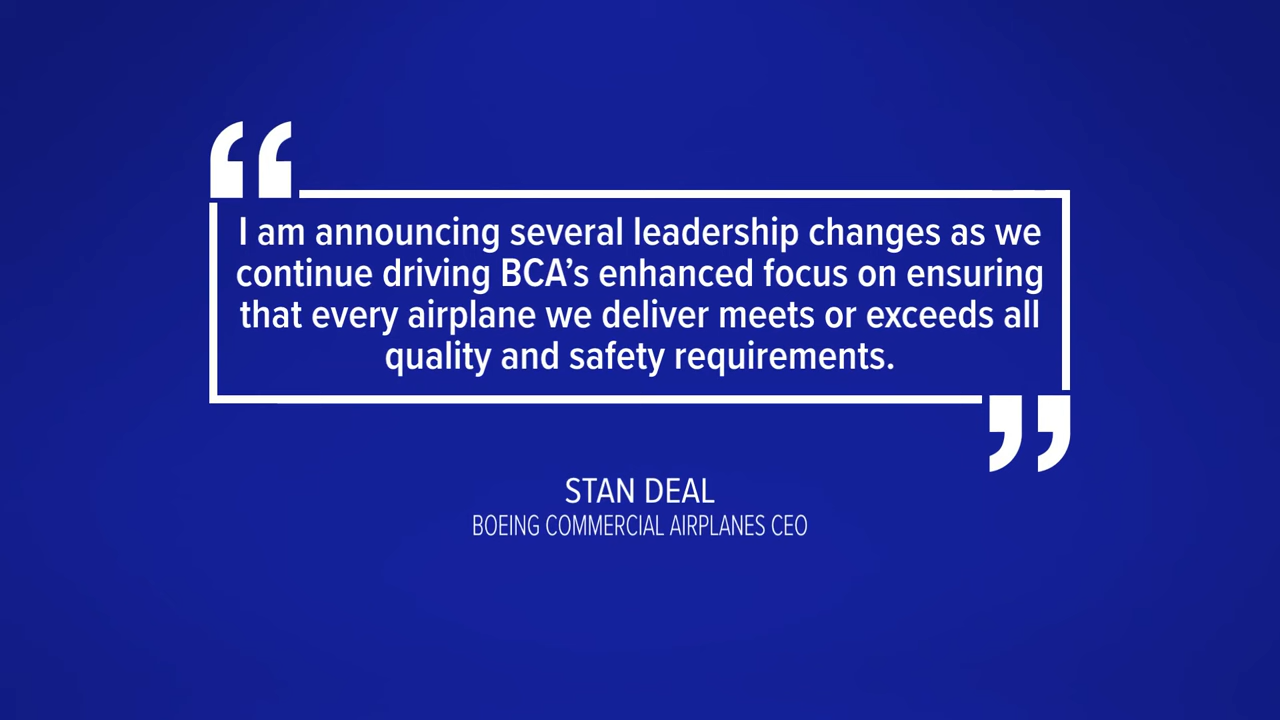 “
I am announcing several leadership changes as we
continue driving BCA’s enhanced focus on ensuring
that every airplane we deliver meets or exceeds all
quality and safety requirements.
”
STAN DEAL
BOEING COMMERCIAL AIRPLANES CEO